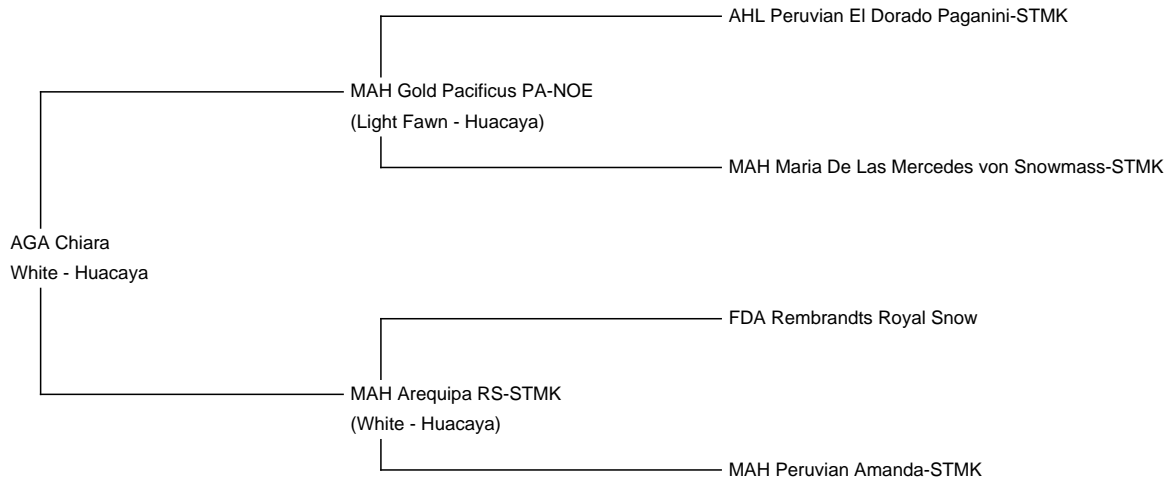 AHL Peruvian El Dorado Paganini-STMK
MAH Gold Pacificus PA-NOE
(Light Fawn - Huacaya)
MAH Maria De Las Mercedes von Snowmass-STMK
AGA Chiara
White - Huacaya
FDA Rembrandts Royal Snow
MAH Arequipa RS-STMK
(White - Huacaya)
MAH Peruvian Amanda-STMK